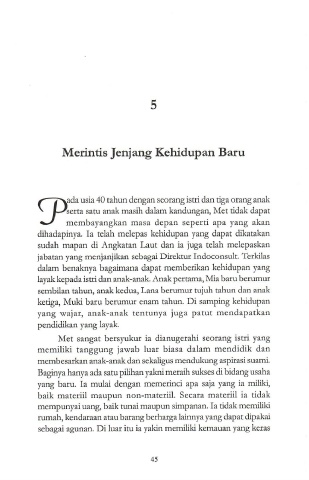 5
Merintis Jenjang Kehidupan Baru
Pada usia 40 tahun dengan seorang istri dan tiga orang anak
serta satu anak masih dalam kandungan, Met tidak dapat
membayangkan masa depan seperti apa yang akan
dihadapinya. Ia telah melepas kehidupan yang dapat dikatakan
sudah mapan di Angkatan Laut dan ia juga telah melepaskan
jabatan yang menjanjikan sebagai Direktur Indoconsult. Terkilas
dalam benaknya bagaimana dapat memberikan kehidupan yang
layak kepada istri dan anak-anak. Anak pertama, Mia baru berumur
sembilan tahun, anak kedua, Lana berumur tujuh tahun dan anak
ketiga, Muki baru berumur enam tahun. Di samping kehidupan
yang wajar, anak-anak tentunya juga patut mendapatkan
pendidikan yang layak.
Met sangat bersyukur ia dianugerahi seorang istri yang
memiliki tanggung jawab luar biasa dalam mendidik dan
membesarkan anak-anak dan sekaligus mendukung aspirasi suami.
Baginya hanya ada satu pilihan yakni meraih sukses di bidang usaha
yang baru. Ia mulai dengan memerinci apa saja yang ia miliki,
baik materiil maupun non-materiil. Secara materiil ia tidak
mempunyai uang, baik tunai maupun simpanan. Ia tidak memiliki
rumah, kendaraan atau barang berharga lainnya yang dapat dipakai
sebagai agunan. Di luar itu ia yakin memiliki kemauan yang keras
45